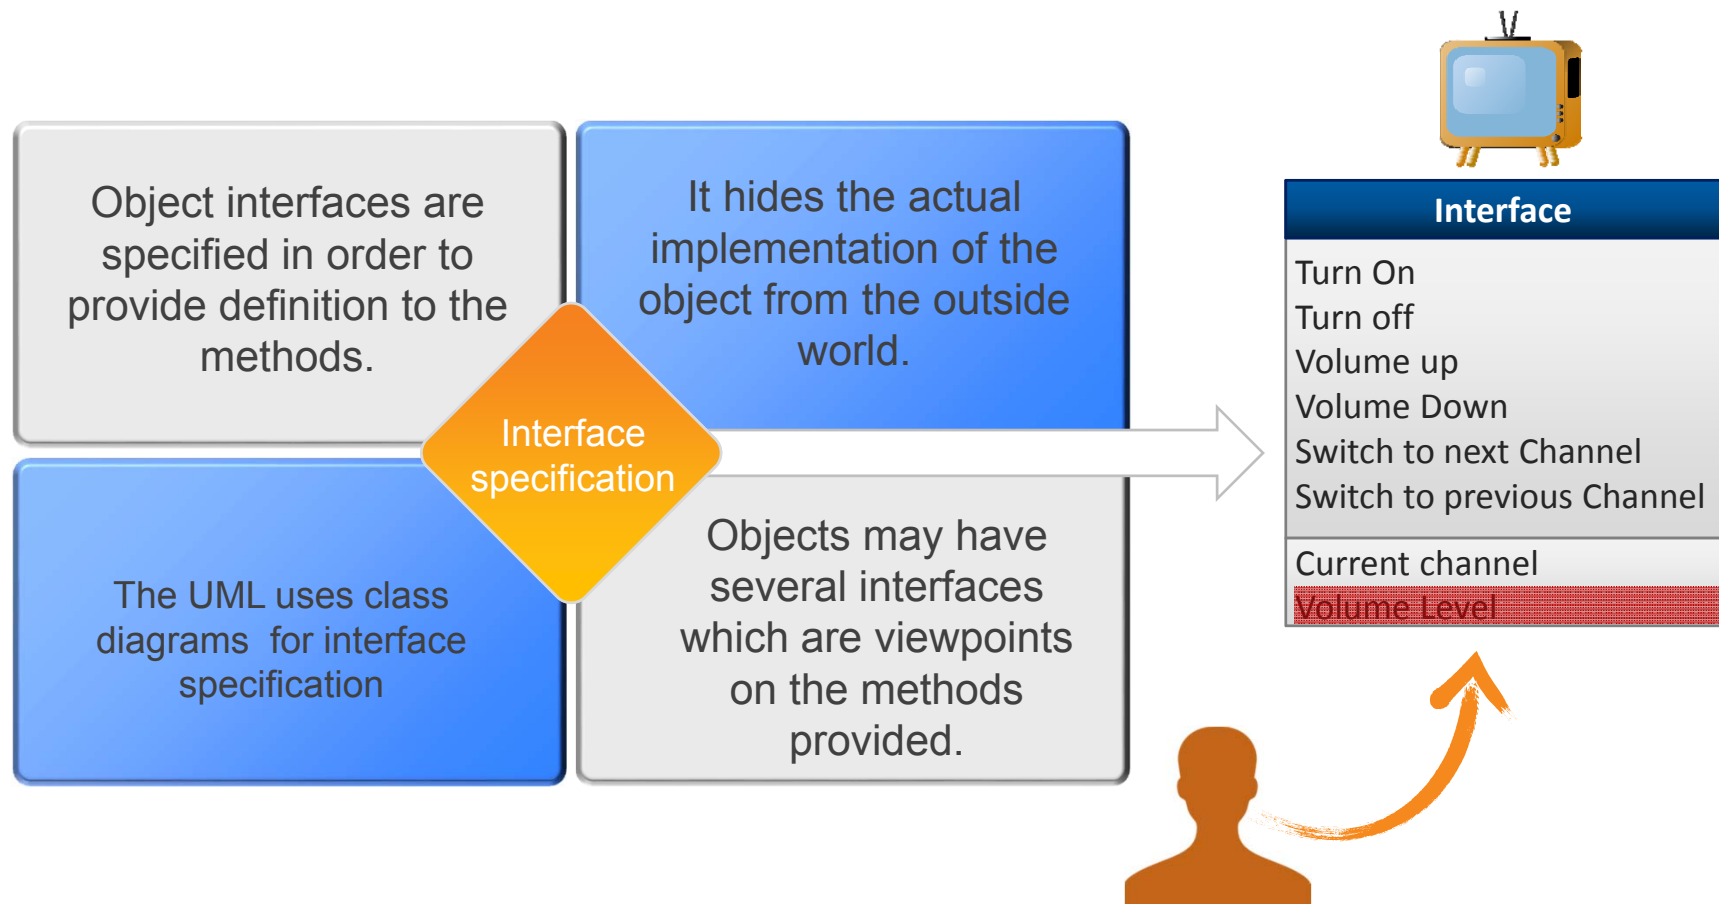 Object interfaces are
specified in order to
provide definition to the
methods.
It hides the actual
implementation of the
object from the outside
world.
Interface
specification
The UML uses class
diagrams  for interface
specification
Objects may have
several interfaces
which are viewpoints
on the methods
provided.
Interface
Turn On
Turn off
Volume up
Volume Down
Switch to next Channel
Switch to previous Channel
Current channel
Volume Level